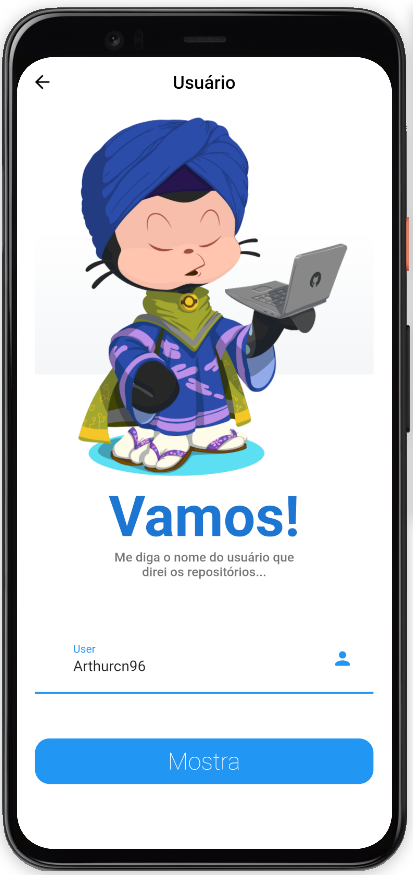 Usuário
Vamos!
Me diga o nome do usuário que
direi os repositórios...
User
Arthurcn96
Mostra